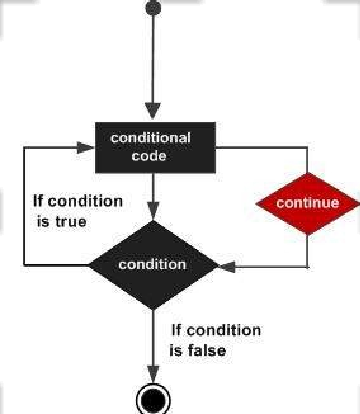 conditional
code
If condition
is true
continue
condition
If condition
is false